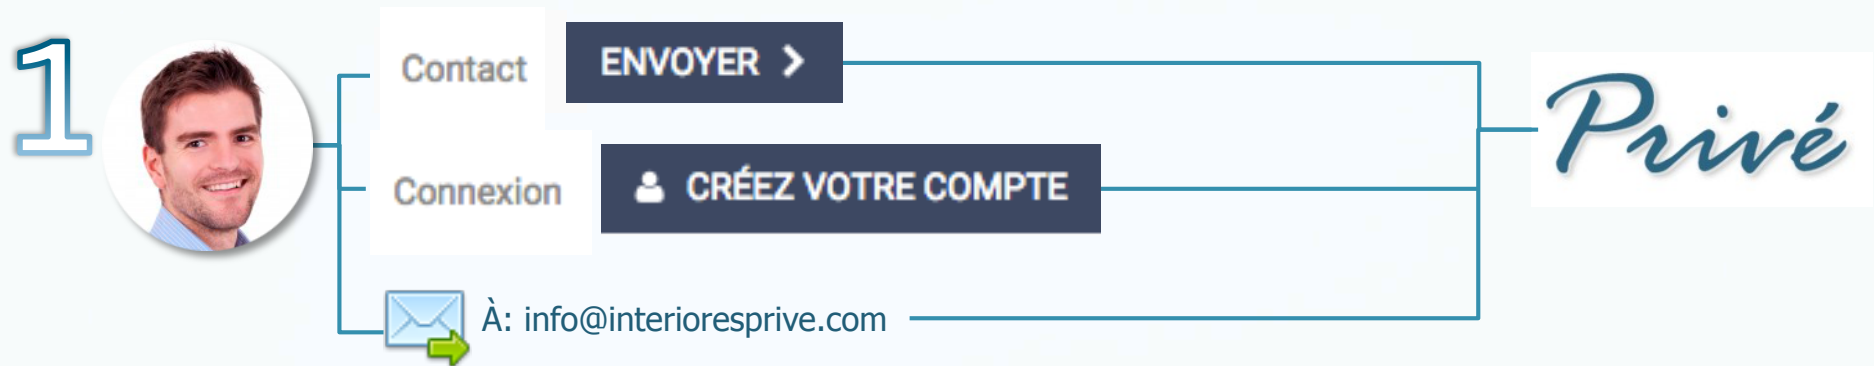 1
Contact
ENVOYER
Connexion
CRÉEZ VOTRE COMPTE
À: info@interioresprive.com
Privé